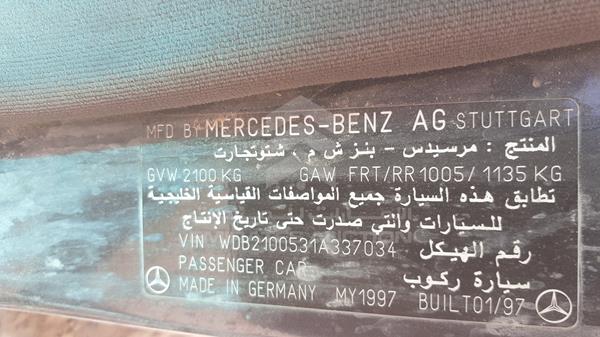 MFD BY MERCEDES-BENZ AG STUTTGART
المنتج : مرسيدس - بنز ش م ، شتوتجارت
GVW 2100 KG GAW FRT/RR 1005/ 1135 KG
تطابق هذه السيارة جميع المواصفات القياسية الخليجية
للسيارات والتي صدرت حتى تاريخ الإنتاج
VIN WDB2100531A337034 رقم الهيكل
PASSENGER CAR سيارة ركوب
MADE IN GERMANY MY1997 BUILT01/97